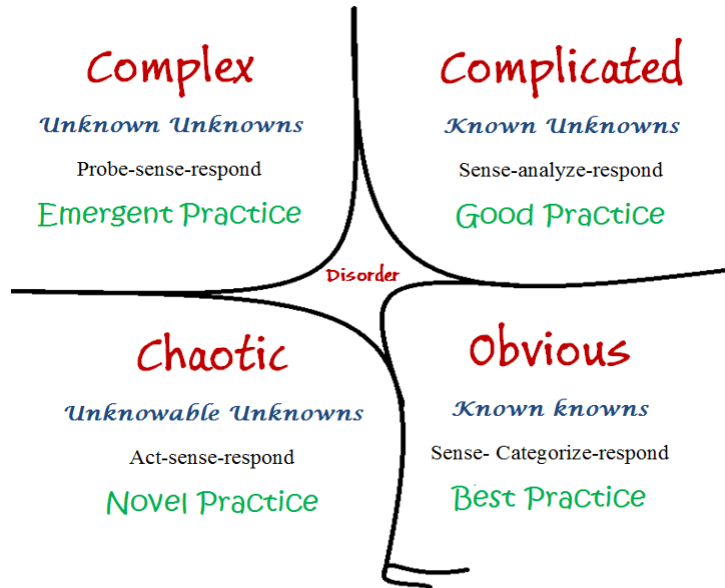 Complex
Unknown Unknowns
Probe-sense-respond
Emergent Practice
Complicated
Known Unknowns
Sense-analyze-respond
Good Practice
Disorder
Chaotic
Unknowable Unknowns
Act-sense-respond
Novel Practice
Obvious
Known knowns
Sense- Categorize-respond
Best Practice